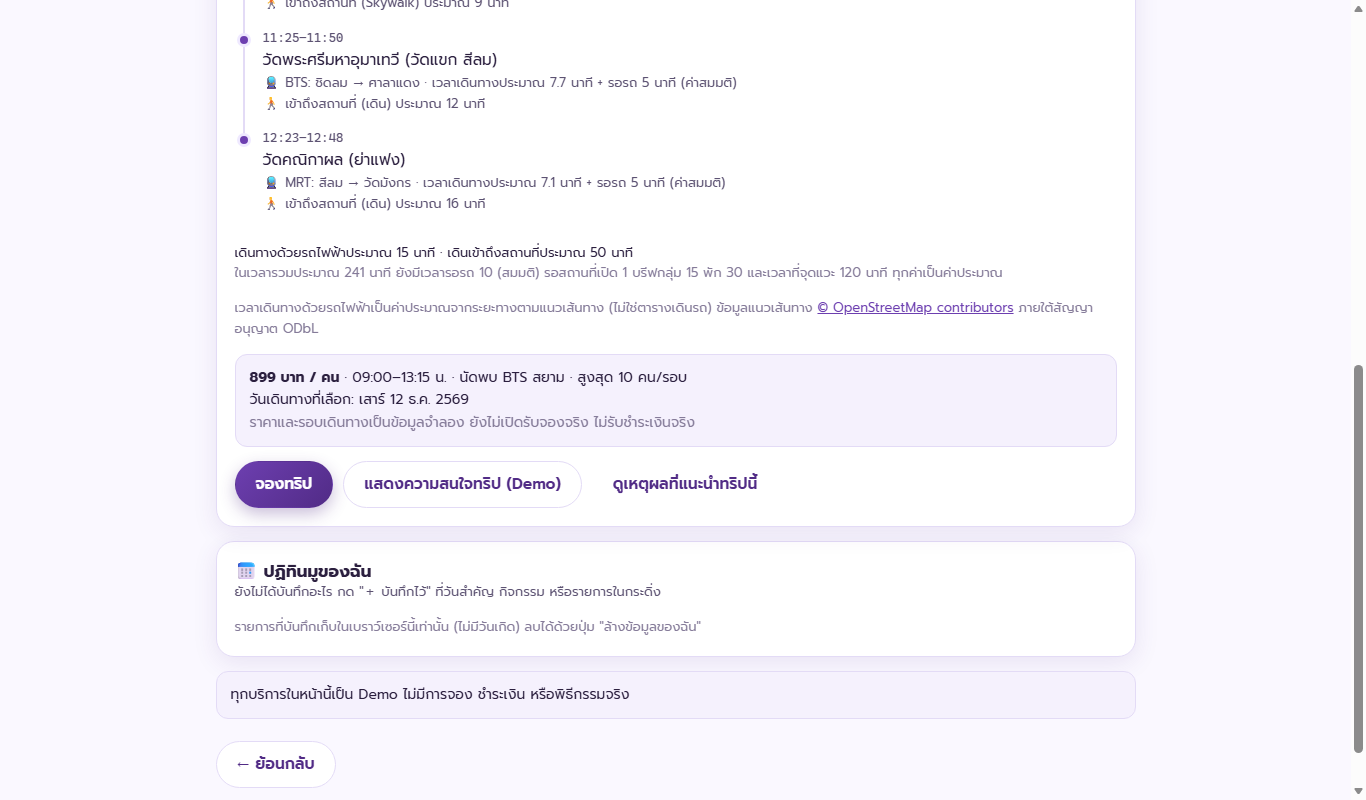 เข้าถึงสถานที่ (Skywalk) ประมาณ 9 นาที
11:25–11:50
วัดพระศรีมหาอุมาเทวี (วัดแขก สีลม)
BTS: ชิดลม → ศาลาแดง · เวลาเดินทางประมาณ 7.7 นาที + รอรถ 5 นาที (ค่าสมมติ)
เข้าถึงสถานที่ (เดิน) ประมาณ 12 นาที
12:23–12:48
วัดคณิกาผล (ย่าแฟง)
MRT: สีลม → วัดมังกร · เวลาเดินทางประมาณ 7.1 นาที + รอรถ 5 นาที (ค่าสมมติ)
เข้าถึงสถานที่ (เดิน) ประมาณ 16 นาที
เดินทางด้วยรถไฟฟ้าประมาณ 15 นาที · เดินเข้าถึงสถานที่ประมาณ 50 นาที
ในเวลารวมประมาณ 241 นาที ยังมีเวลารอรถ 10 (สมมติ) รอสถานที่เปิด 1 บรีฟกลุ่ม 15 พัก 30 และเวลาที่จุดแวะ 120 นาที ทุกค่าเป็นค่าประมาณ
เวลาเดินทางด้วยรถไฟฟ้าเป็นค่าประมาณจากระยะทางตามแนวเส้นทาง (ไม่ใช่ตารางเดินรถ) ข้อมูลแนวเส้นทาง © OpenStreetMap contributors ภายใต้สัญญา
อนุญาต ODbL
899 บาท / คน · 09:00–13:15 น. · นัดพบ BTS สยาม · สูงสุด 10 คน/รอบ
วันเดินทางที่เลือก: เสาร์ 12 ธ.ค. 2569
ราคาและรอบเดินทางเป็นข้อมูลจำลอง ยังไม่เปิดรับจองจริง ไม่รับชำระเงินจริง
จองทริป แสดงความสนใจทริป (Demo) ดูเหตุผลที่แนะนำทริปนี้
ปฏิทินมูของฉัน
ยังไม่ได้บันทึกอะไร กด "+ บันทึกไว้" ที่วันสำคัญ กิจกรรม หรือรายการในกระดิ่ง
รายการที่บันทึกเก็บในเบราว์เซอร์นี้เท่านั้น (ไม่มีวันเกิด) ลบได้ด้วยปุ่ม "ล้างข้อมูลของฉัน"
ทุกบริการในหน้านี้เป็น Demo ไม่มีการจอง ชำระเงิน หรือพิธีกรรมจริง
← ย้อนกลับ